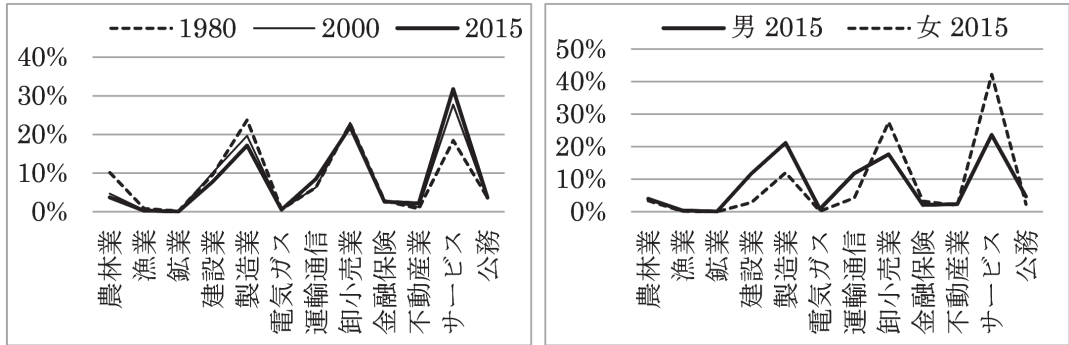 1980 2000 2015
40%
30%
20%
10%
0%
農林業
漁業
鉱業
建設業
製造業
電気ガス
運輸通信
卸小売業
金融保険
不動産業
サービス
公務
男 2015 女 2015
50%
40%
30%
20%
10%
0%
農林業
漁業
鉱業
建設業
製造業
電気ガス
運輸通信
卸小売業
金融保険
不動産業
サービス
公務